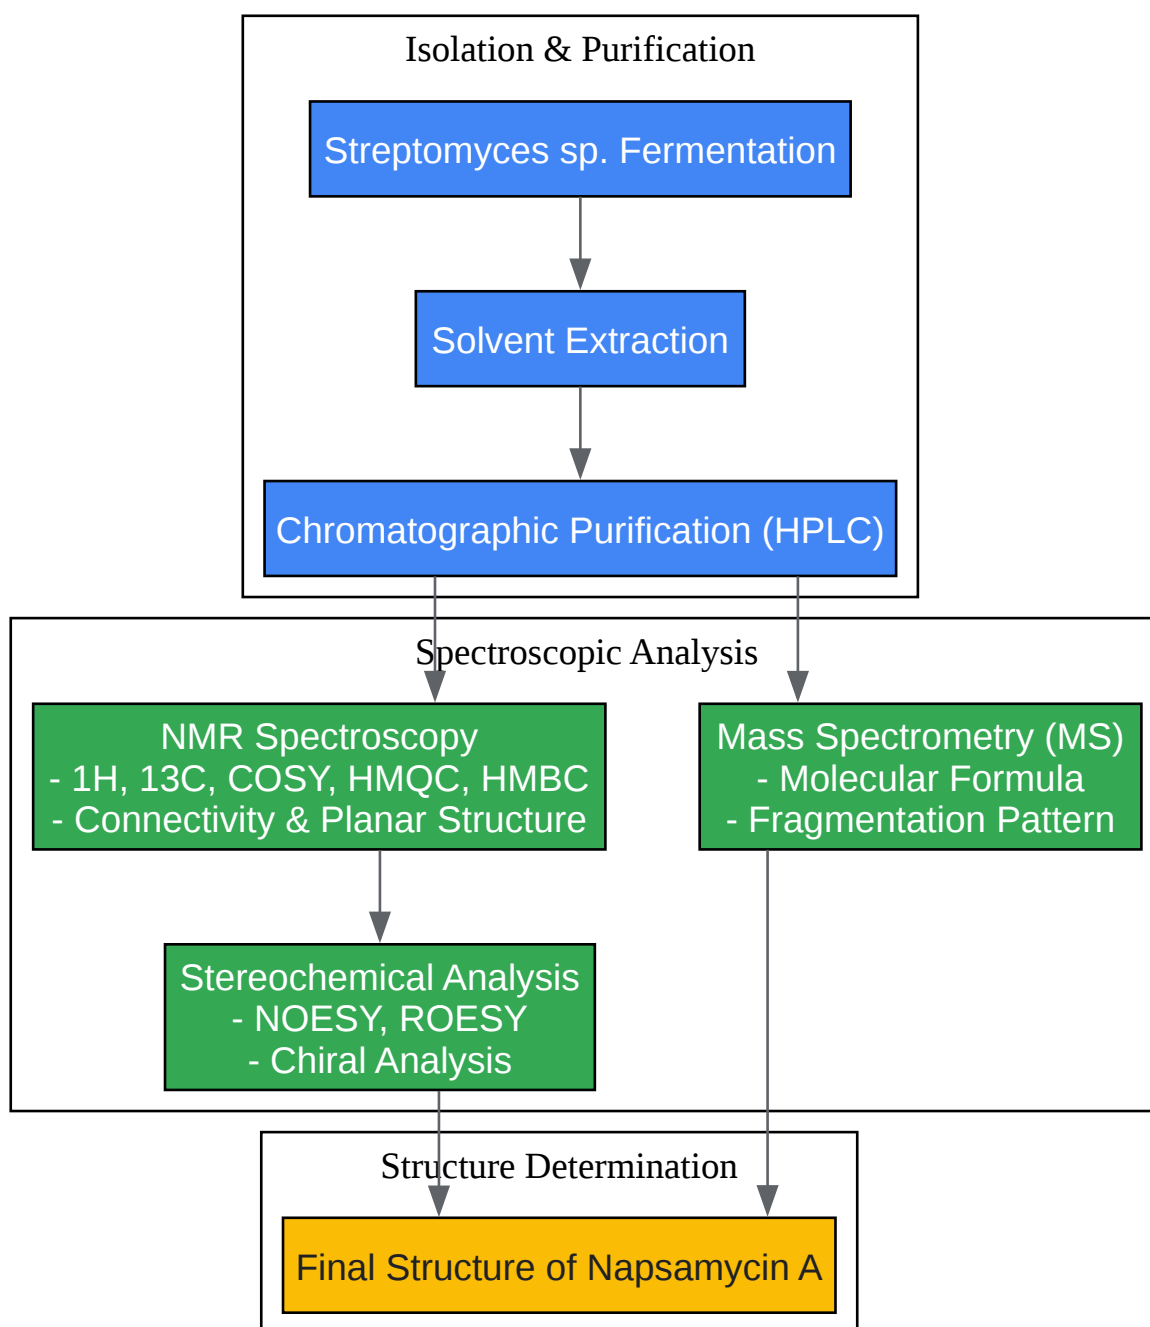 Isolation & Purification
Streptomyces sp. Fermentation
Solvent Extraction
Chromatographic Purification (HPLC)
Spectroscopic Analysis
NMR Spectroscopy
- 1H, 13C, COSY, HMQC, HMBC
- Connectivity & Planar Structure
Mass Spectrometry (MS)
- Molecular Formula
- Fragmentation Pattern
Stereochemical Analysis
- NOESY, ROESY
- Chiral Analysis
Structure Determination
Final Structure of Napsamycin A